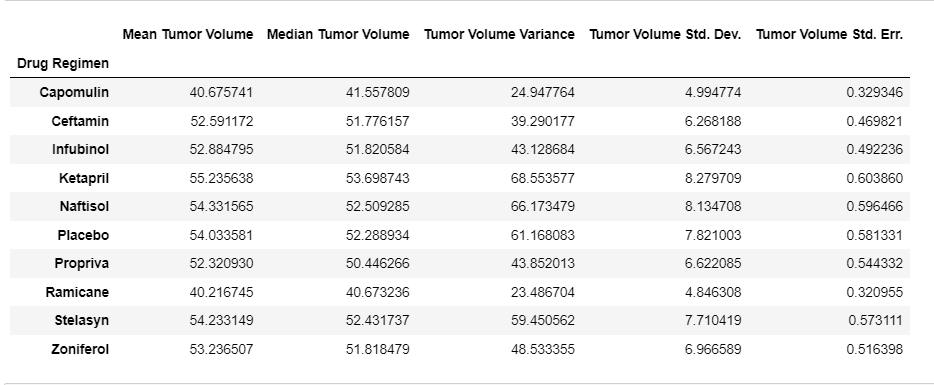 Mean Tumor Volume Median Tumor Volume Tumor Volume Variance Tumor Volume Std. Dev. Tumor Volume Std. Err.
Drug Regimen
Capomulin 40.675741 41.557809 24.947764 4.994774 0.329346
Ceftamin 52.591172 51.776157 39.290177 6.268188 0.469821
Infubinol 52.884795 51.820584 43.128684 6.567243 0.492236
Ketapril 55.235638 53.698743 68.553577 8.279709 0.603860
Naftisol 54.331565 52.509285 66.173479 8.134708 0.596466
Placebo 54.033581 52.288934 61.168083 7.821003 0.581331
Propriva 52.320930 50.446266 43.852013 6.622085 0.544332
Ramicane 40.216745 40.673236 23.486704 4.846308 0.320955
Stelasyn 54.233149 52.431737 59.450562 7.710419 0.573111
Zoniferol 53.236507 51.818479 48.533355 6.966589 0.516398